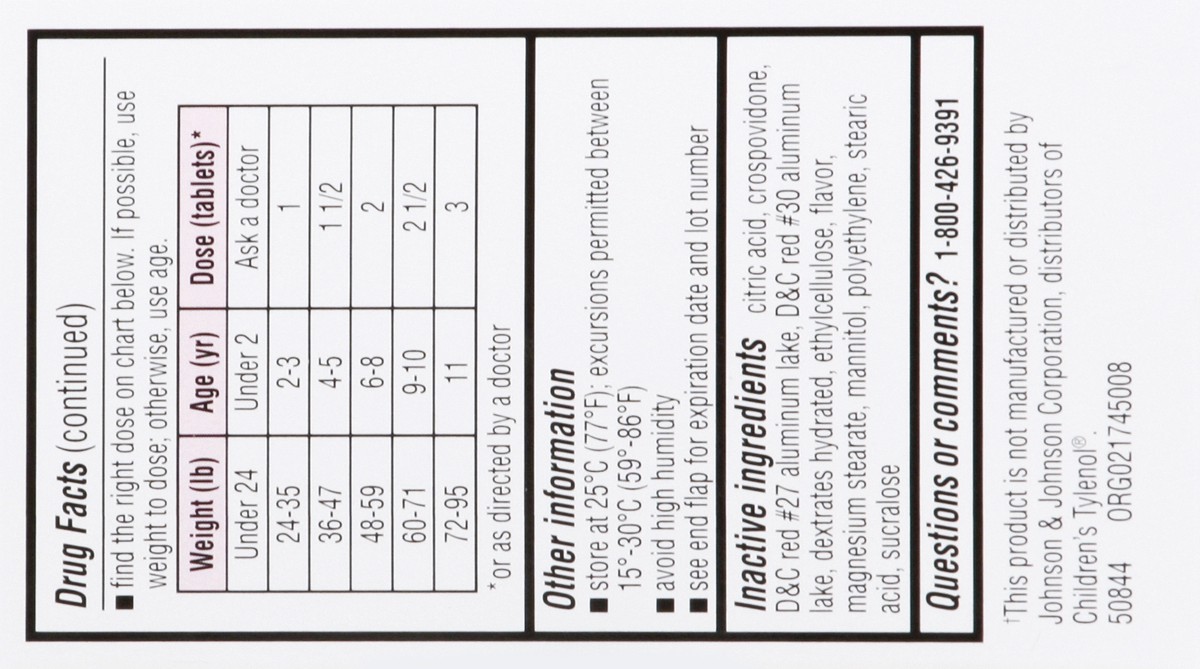 Drug Facts (continued)
■ find the right dose on chart below. If possible, use
weight to dose; otherwise, use age.
Weight (lb) Age (yr) Dose (tablets)*
Under 24 Under 2 Ask a doctor
24-35 2-3 1
36-47 4-5 1 1/2
48-59 6-8 2
60-71 9-10 2 1/2
72-95 11 3
*or as directed by a doctor
Other information
■ store at 25°C (77°F); excursions permitted between
15°-30°C (59°-86°F)
■ avoid high humidity
■ see end flap for expiration date and lot number
Inactive ingredients citric acid, crospovidone,
D&C red #27 aluminum lake, D&C red #30 aluminum
lake, dextrates hydrated, ethylcellulose, flavor,
magnesium stearate, mannitol, polyethylene, stearic
acid, sucralose
Questions or comments? 1-800-426-9391
†This product is not manufactured or distributed by
Johnson & Johnson Corporation, distributors of
Children's Tylenol®.
50844 ORG021745008